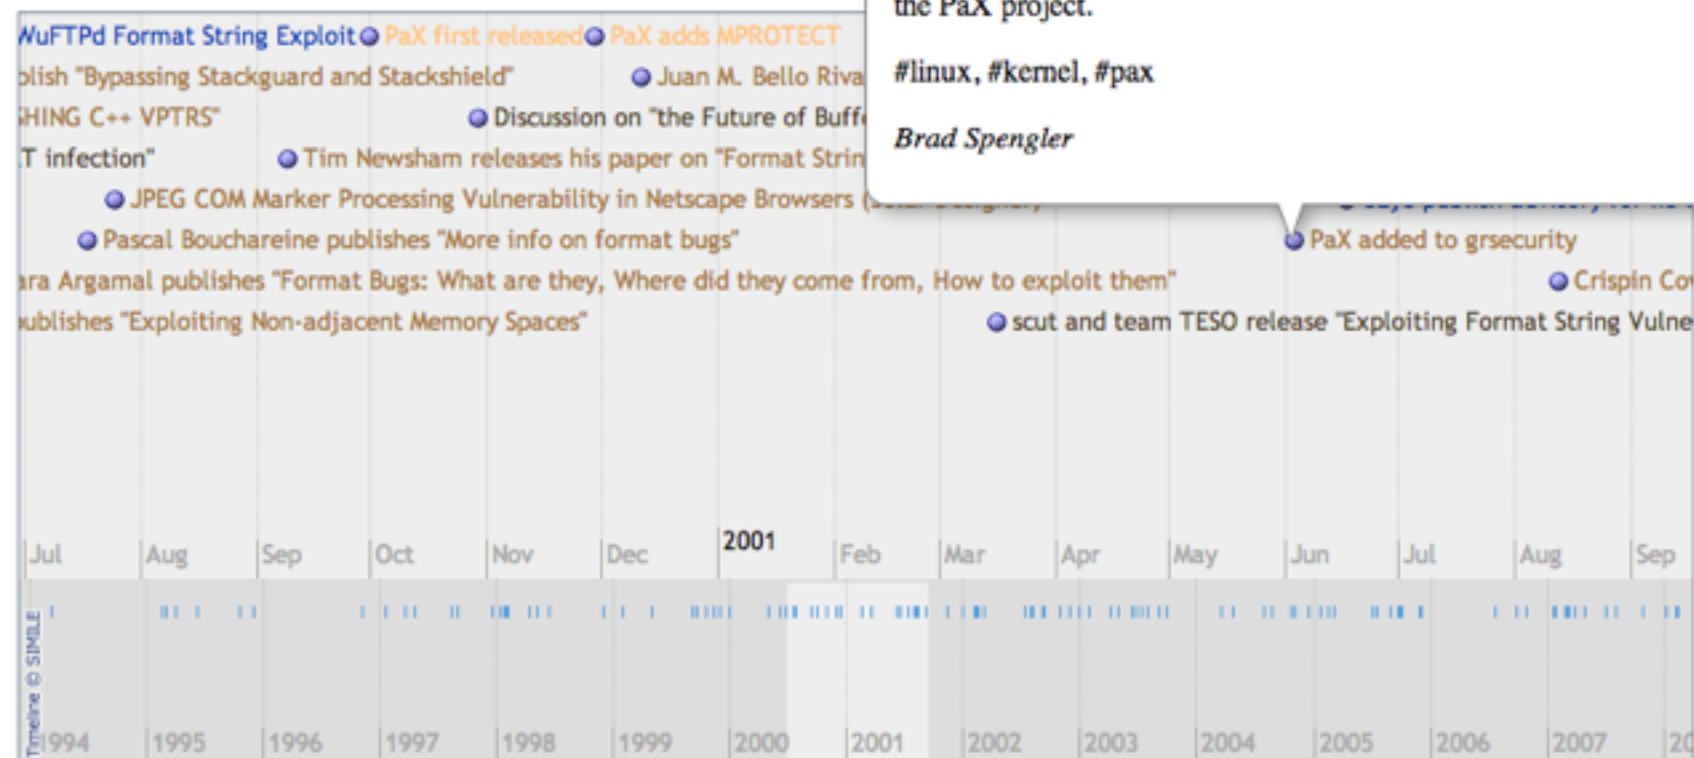 the PaX project.
#linux, #kernel, #pax
Brad Spengler
WuFTPd Format String Exploit PaX first released PaX adds MPROTECT
blish "Bypassing Stackguard and Stackshield" Juan M. Bello Riva
HING C++ VPTRS" Discussion on "the Future of Buff
T infection" Tim Newsham releases his paper on "Format Strin
JPEG COM Marker Processing Vulnerability in Netscape Browsers
Pascal Bouchareine publishes "More info on format bugs" PaX added to grsecurity
ara Argamal publishes "Format Bugs: What are they, Where did they come from, How to exploit them" Crispin Co
ublishes "Exploiting Non-adjacent Memory Spaces" scut and team TESO release "Exploiting Format String Vulne
Jul Aug Sep Oct Nov Dec 2001 Feb Mar Apr May Jun Jul Aug Sep
Timeline © SIMILE
1994 1995 1996 1997 1998 1999 2000 2001 2002 2003 2004 2005 2006 2007 20